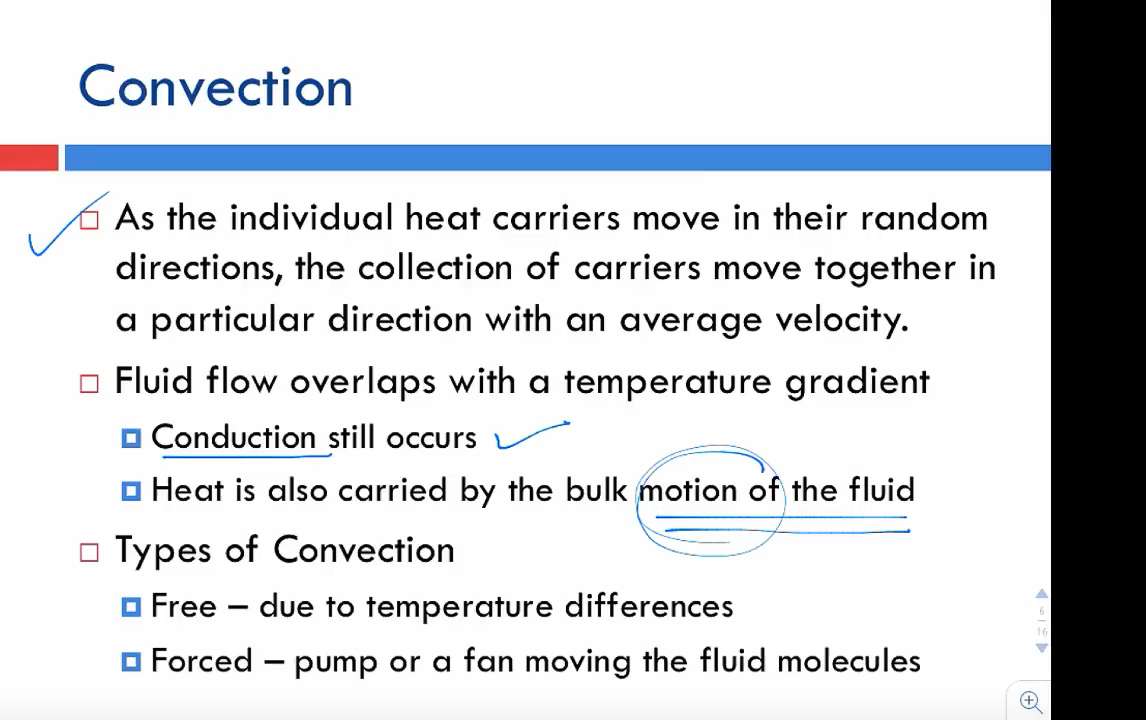 Convection
As the individual heat carriers move in their random
directions, the collection of carriers move together in
a particular direction with an average velocity.
Fluid flow overlaps with a temperature gradient
Conduction still occurs
Heat is also carried by the bulk motion of the fluid
Types of Convection
Free – due to temperature differences
Forced – pump or a fan moving the fluid molecules
6
16